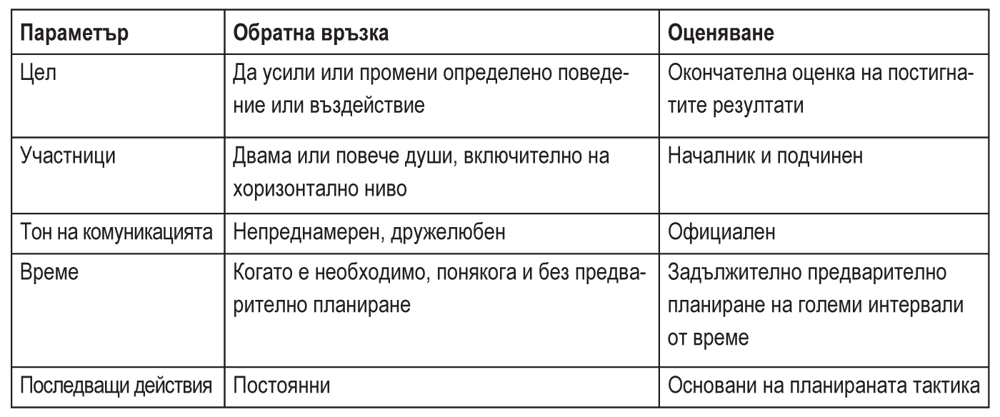 Параметър Обратна връзка Оценяване
Цел Да усили или промени определено поведе- Окончателна оценка на постигна-
ние или въздействие тите резултати
Участници Двама или повече души, включително на Началник и подчинен
хоризонтално ниво
Тон на комуникацията Непреднамерен, дружелюбен Официален
Време Когато е необходимо, понякога и без предва- Задължително предварително
рително планиране планиране на големи интервали
от време
Последващи действия Постоянни Основани на планираната тактика